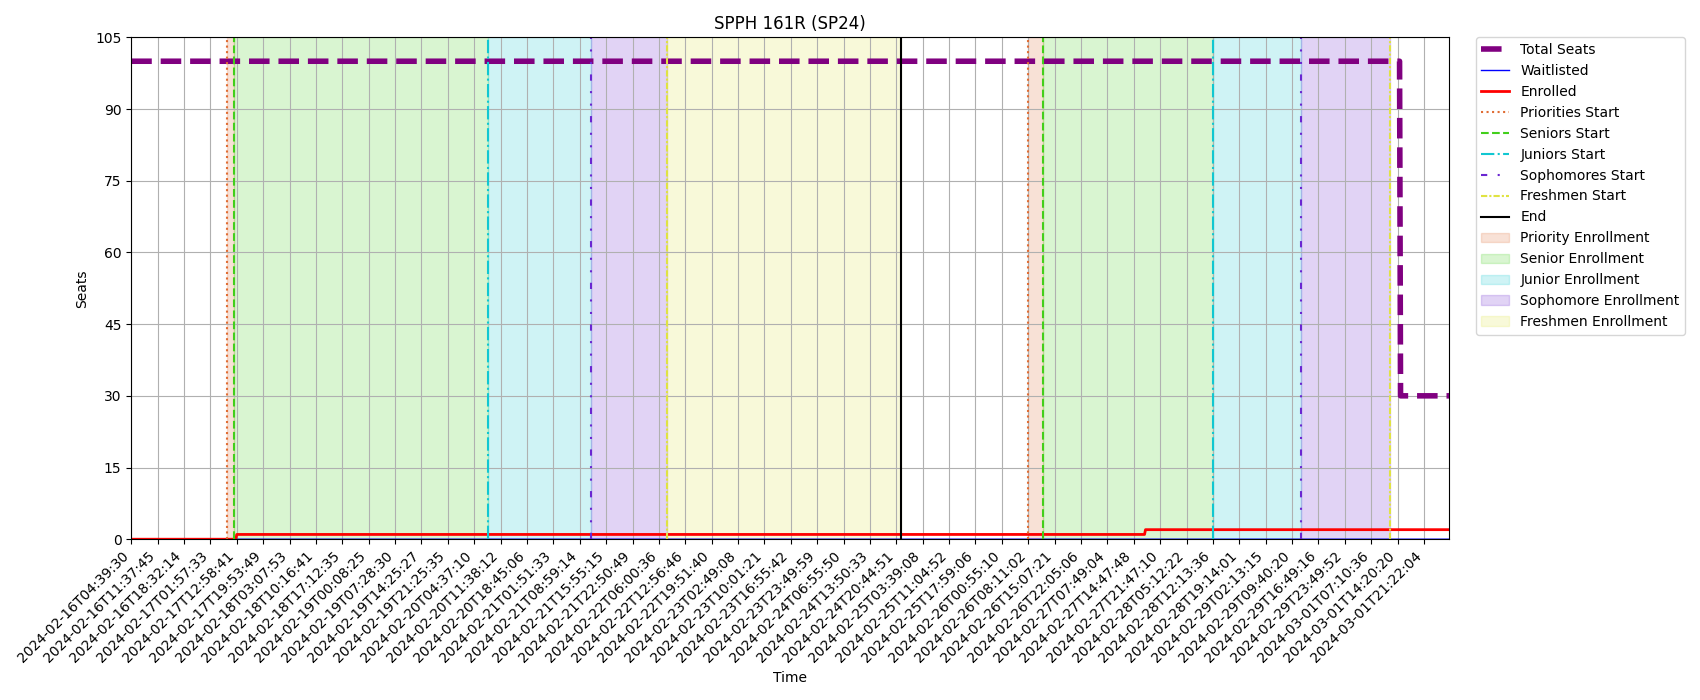 SPPH 161R (SP24)
105
90
75
60
45
30
15
0
Seats
2024-02-16T04:39:30
2024-02-16T11:37:45
2024-02-16T18:32:14
2024-02-17T01:57:33
2024-02-17T12:58:41
2024-02-17T19:53:49
2024-02-18T03:07:53
2024-02-18T10:16:41
2024-02-18T17:12:35
2024-02-19T00:08:25
2024-02-19T07:28:30
2024-02-19T14:25:27
2024-02-19T21:25:35
2024-02-20T04:37:10
2024-02-20T11:38:12
2024-02-20T18:45:06
2024-02-21T01:51:33
2024-02-21T08:59:14
2024-02-21T15:55:15
2024-02-21T22:50:49
2024-02-22T06:00:36
2024-02-22T12:56:46
2024-02-22T19:51:40
2024-02-23T02:49:08
2024-02-23T10:01:21
2024-02-23T16:55:42
2024-02-23T23:49:59
2024-02-24T06:55:50
2024-02-24T13:50:33
2024-02-24T20:44:51
2024-02-25T03:39:08
2024-02-25T11:04:52
2024-02-25T17:59:06
2024-02-26T00:55:10
2024-02-26T08:11:02
2024-02-26T15:07:21
2024-02-26T22:05:06
2024-02-27T07:49:04
2024-02-27T14:47:48
2024-02-27T21:47:10
2024-02-28T05:12:22
2024-02-28T12:13:36
2024-02-28T19:14:01
2024-02-29T02:13:15
2024-02-29T09:40:20
2024-02-29T16:49:16
2024-02-29T23:49:52
2024-03-01T07:10:36
2024-03-01T14:20:20
2024-03-01T21:22:04
Time
Total Seats
Waitlisted
Enrolled
Priorities Start
Seniors Start
Juniors Start
Sophomores Start
Freshmen Start
End
Priority Enrollment
Senior Enrollment
Junior Enrollment
Sophomore Enrollment
Freshmen Enrollment